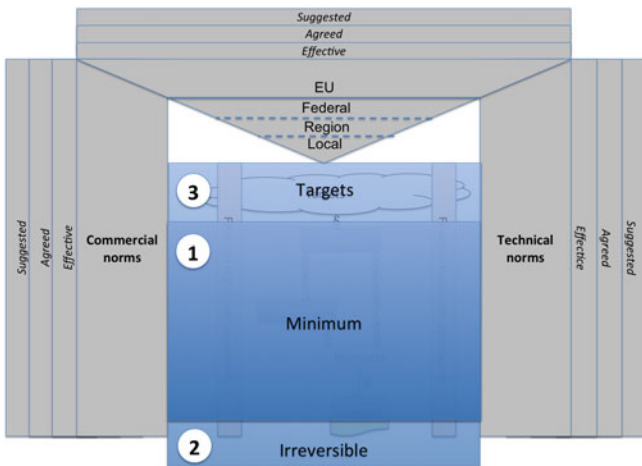 Suggested
Agreed
Effective
EU
Federal
Region
Local
3
Targets
Suggested
Agreed
Effective
Commercial
norms
1
Minimum
Technical
norms
Effectice
Agreed
Suggested
2
Irreversible